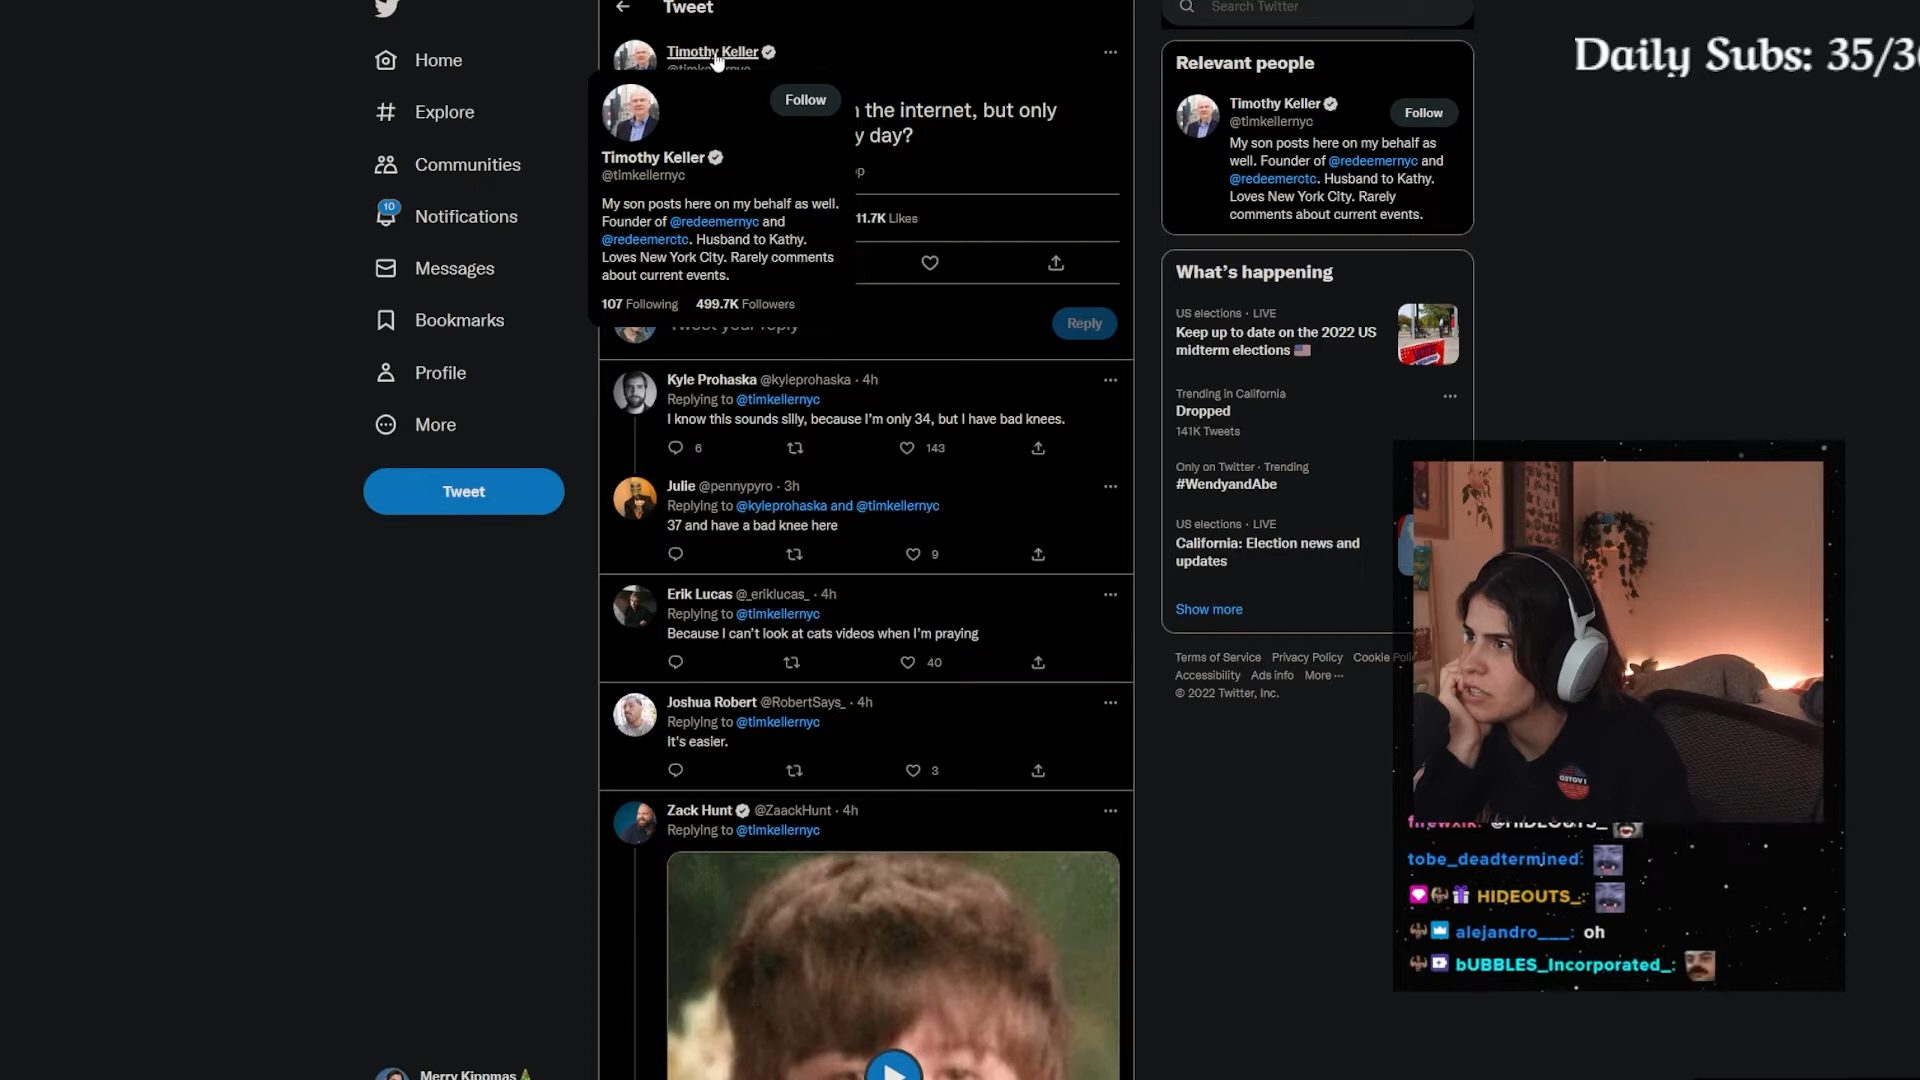 Home
Explore
Communities
10
Notifications
Messages
Bookmarks
Profile
More
Tweet
Merry Kippmas
Tweet
Timothy Keller
Follow
Timothy Keller
@timkellernyc
My son posts here on my behalf as well.
Founder of @redeemernyc and
@redeemerctc. Husband to Kathy.
Loves New York City. Rarely comments
about current events.
107 Following 499.7K Followers
the internet, but only
day?
11.7K Likes
Tweet your reply
Reply
Kyle Prohaska @kyleprohaska · 4h
Replying to @timkellernyc
I know this sounds silly, because I'm only 34, but I have bad knees.
6 143
Julie @pennypyro · 3h
Replying to @kyleprohaska and @timkellernyc
37 and have a bad knee here
9
Erik Lucas @_eriklucas_ · 4h
Replying to @timkellernyc
Because I can't look at cats videos when I'm praying
40
Joshua Robert @RobertSays_ · 4h
Replying to @timkellernyc
It's easier.
3
Zack Hunt @ZaackHunt · 4h
Replying to @timkellernyc
Search Twitter
Relevant people
Timothy Keller
@timkellernyc
Follow
My son posts here on my behalf as
well. Founder of @redeemernyc and
@redeemerctc. Husband to Kathy.
Loves New York City. Rarely
comments about current events.
What's happening
US elections · LIVE
Keep up to date on the 2022 US
midterm elections
VOTE
Trending in California
Dropped
141K Tweets
Only on Twitter · Trending
#WendyandAbe
US elections · LIVE
California: Election news and
updates
Show more
Terms of Service Privacy Policy Cookie
Accessibility Ads info More ···
© 2022 Twitter, Inc.
Daily Subs: 35/3
I VOTED
firewxlk: @HIDEOUTS_
tobe_deadtermined:
HIDEOUTS_:
alejandro___: oh
bUBBLES_Incorporated_: